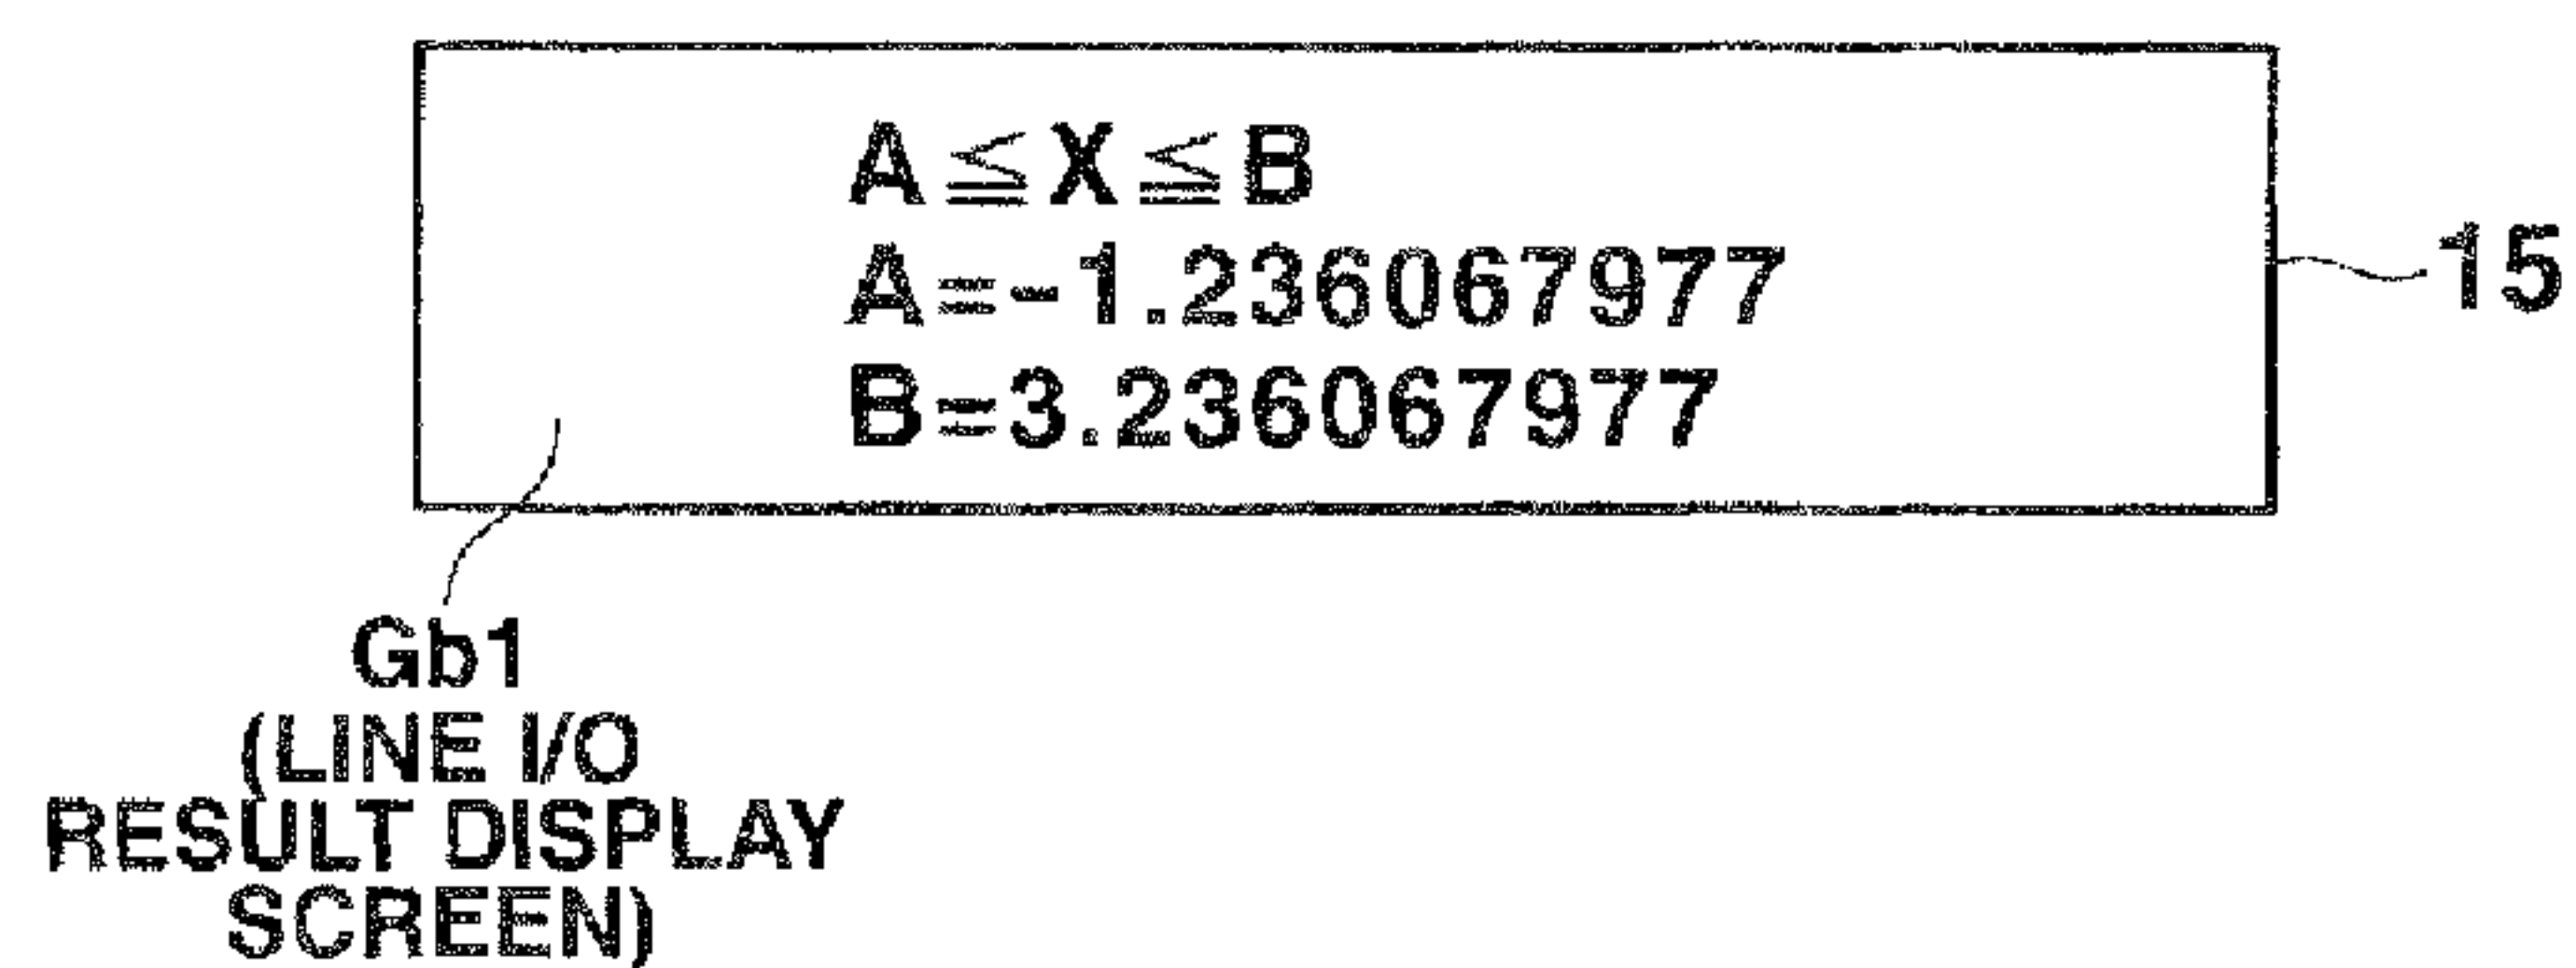 A≦X≦B
A=-1.236067977
B=3.236067977
15
Gb1
(LINE I/O
RESULT DISPLAY
SCREEN)